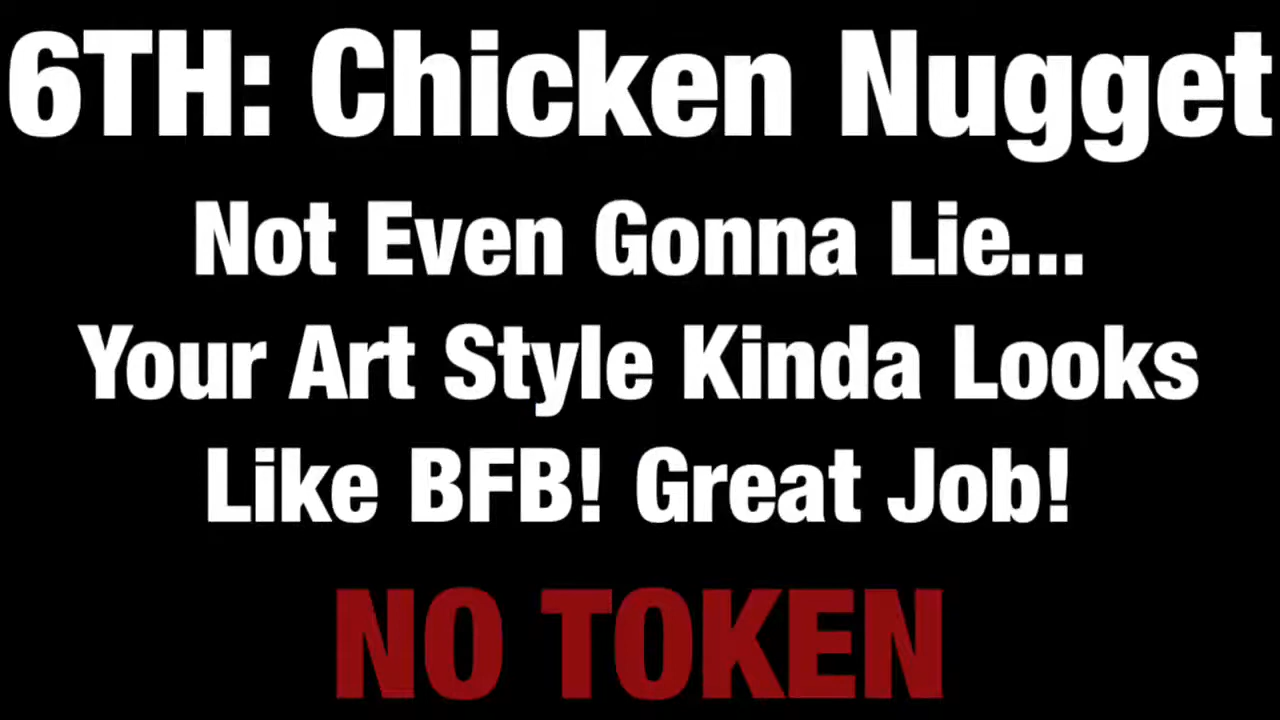 6TH: Chicken Nugget
Not Even Gonna Lie...
Your Art Style Kinda Looks
Like BFB! Great Job!
NO TOKEN